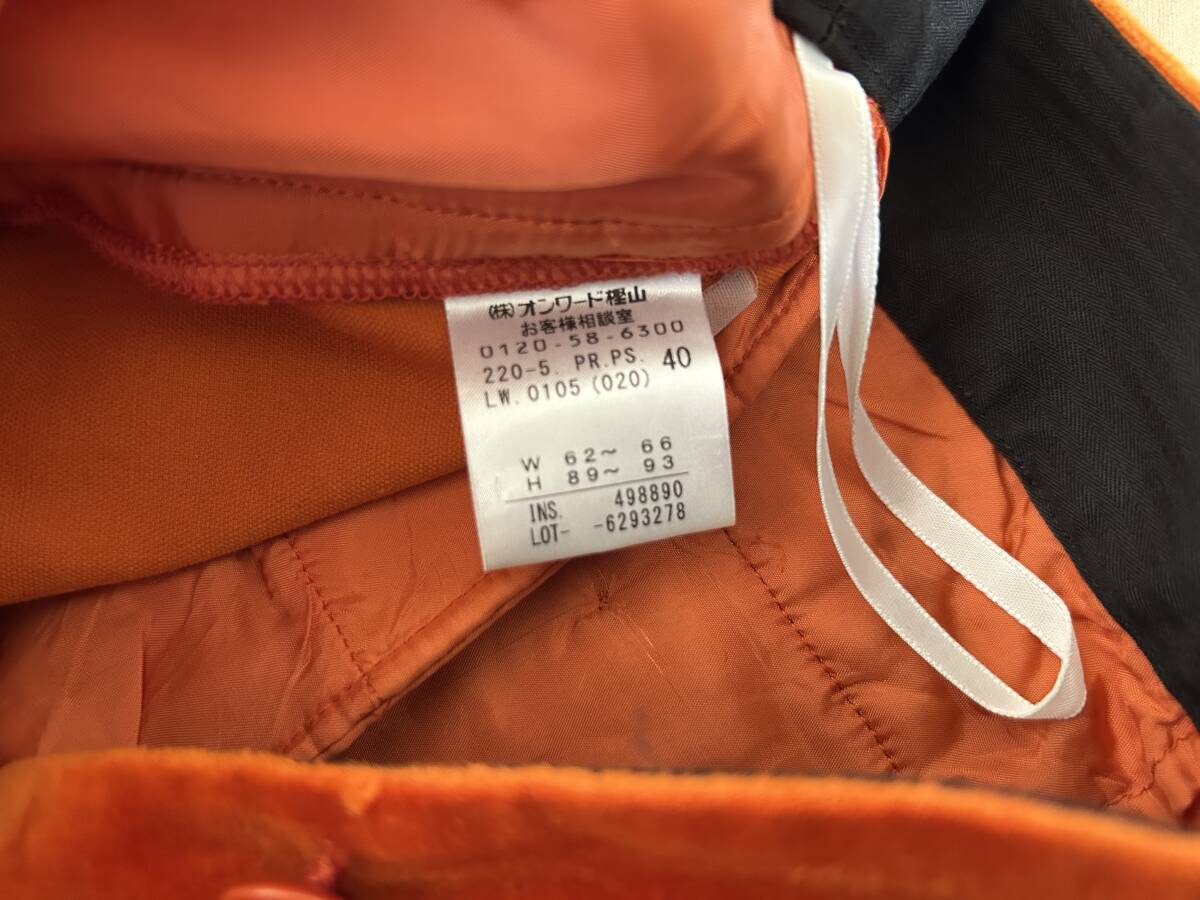 (株)オンワード樫山
お客様相談室
0120-58-6300
220-5. PR.PS. 40
LW. 0105 (020)
W 62〜 66
H 89〜 93
INS. 498890
LOT- -6293278